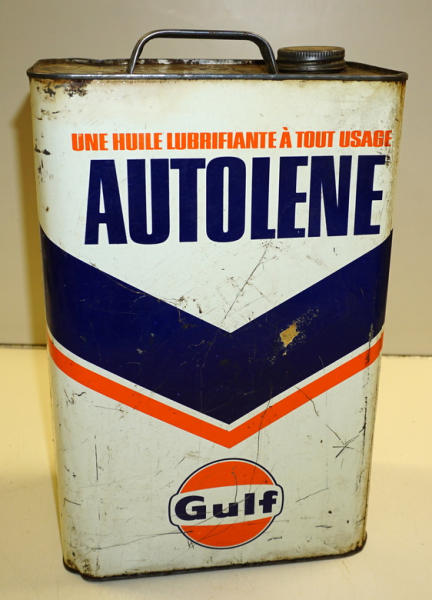 UNE HUILE LUBRIFIANTE À TOUT USAGE
AUTOLENE
Gulf